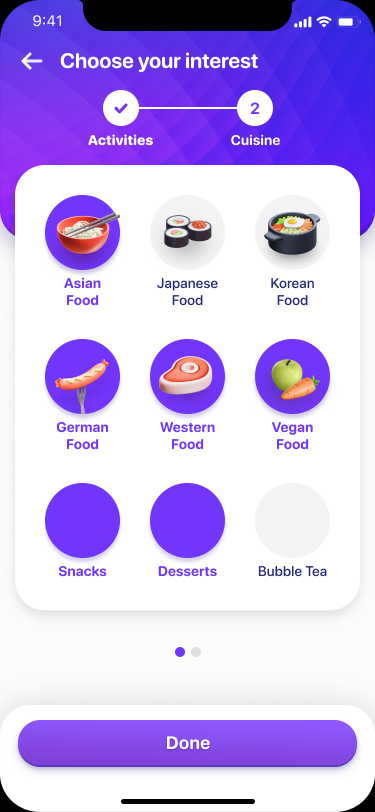 9:41
Choose your interest
2
Activities
Cuisine
Asian
Food
Japanese
Food
Korean
Food
German
Food
Western
Food
Vegan
Food
Snacks
Desserts
Bubble Tea
Done